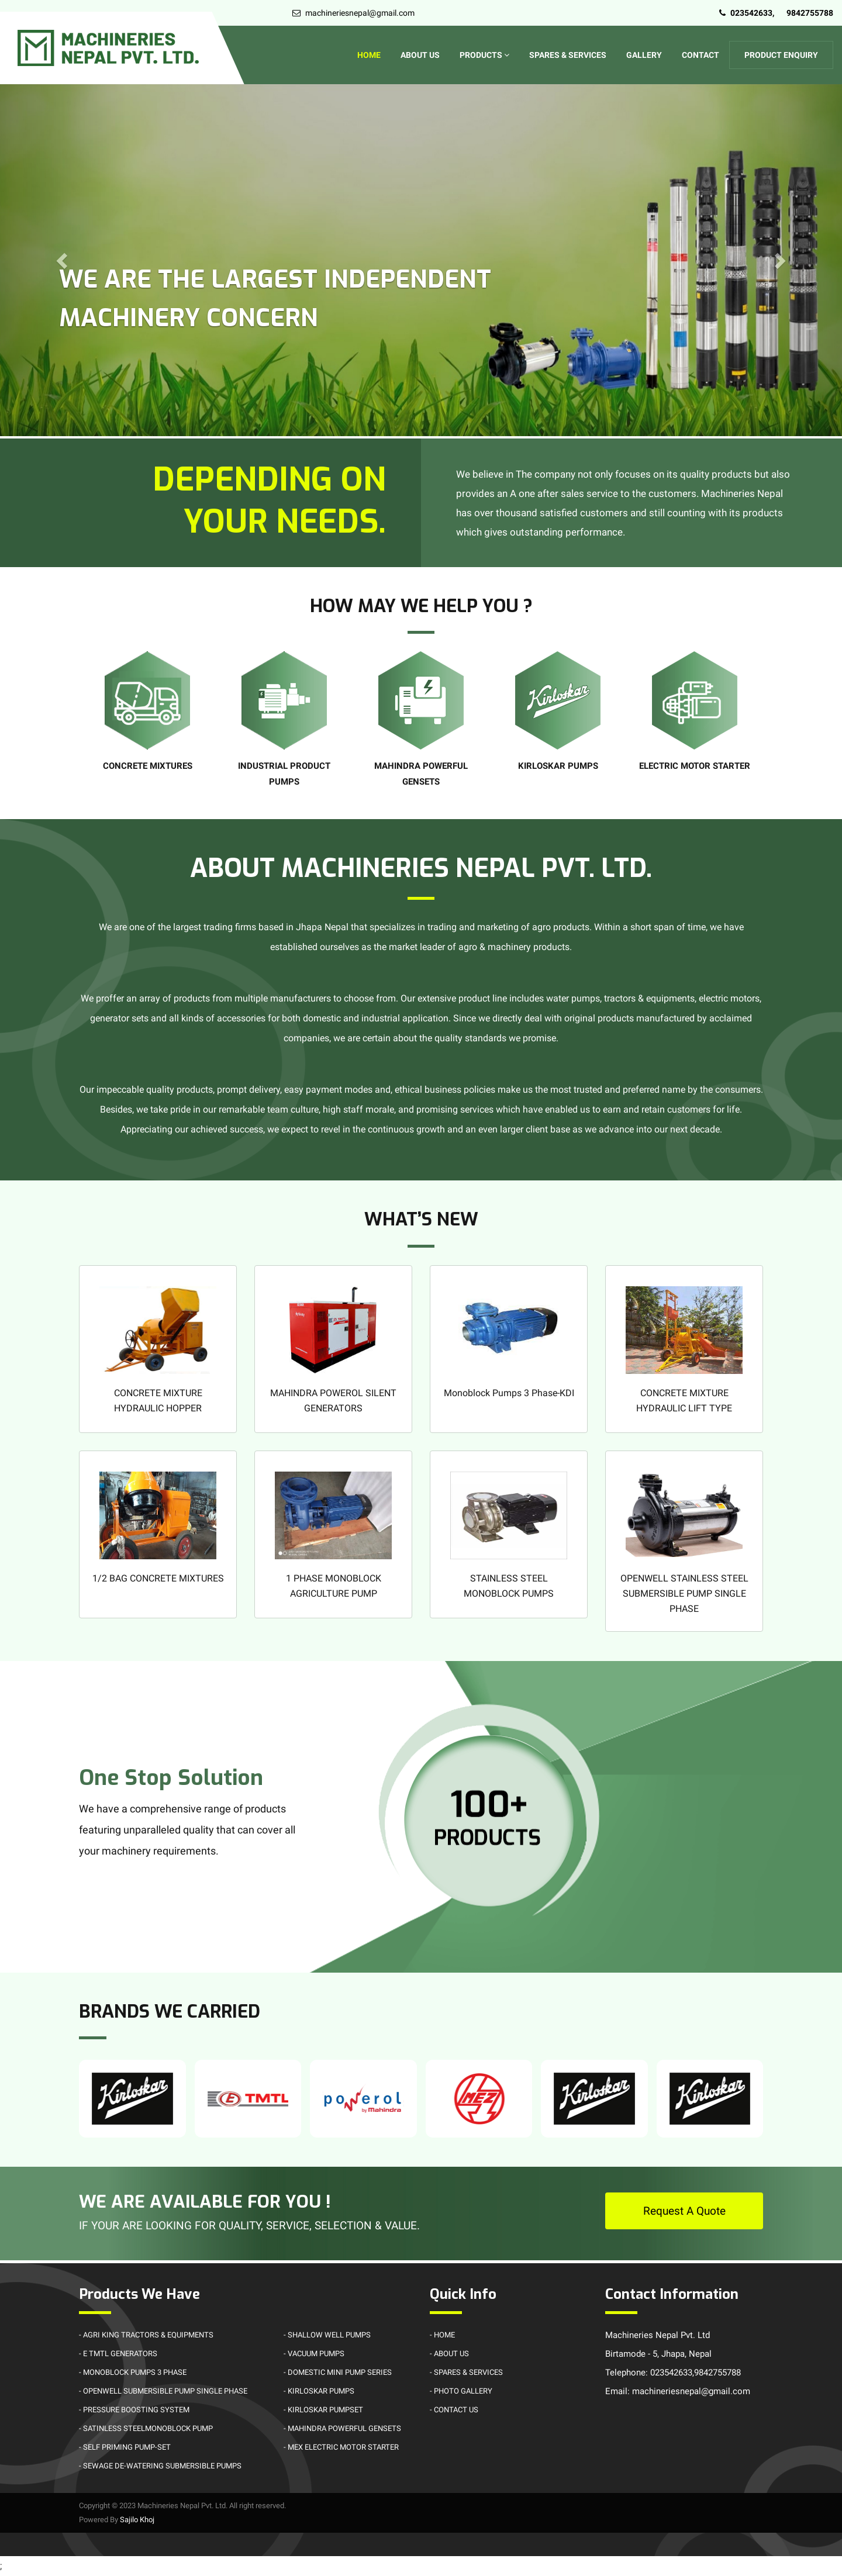 machineriesnepal@gmail.com
023542633, 9842755788
MACHINERIES
NEPAL PVT. LTD.
HOME ABOUT US PRODUCTS SPARES & SERVICES GALLERY CONTACT PRODUCT ENQUIRY
WE ARE THE LARGEST INDEPENDENT
MACHINERY CONCERN
DEPENDING ON
YOUR NEEDS.
We believe in The company not only focuses on its quality products but also
provides an A one after sales service to the customers. Machineries Nepal
has over thousand satisfied customers and still counting with its products
which gives outstanding performance.
HOW MAY WE HELP YOU ?
Kirloskar
CONCRETE MIXTURES
INDUSTRIAL PRODUCT
PUMPS
MAHINDRA POWERFUL
GENSETS
KIRLOSKAR PUMPS
ELECTRIC MOTOR STARTER
ABOUT MACHINERIES NEPAL PVT. LTD.
We are one of the largest trading firms based in Jhapa Nepal that specializes in trading and marketing of agro products. Within a short span of time, we have
established ourselves as the market leader of agro & machinery products.
We proffer an array of products from multiple manufacturers to choose from. Our extensive product line includes water pumps, tractors & equipments, electric motors,
generator sets and all kinds of accessories for both domestic and industrial application. Since we directly deal with original products manufactured by acclaimed
companies, we are certain about the quality standards we promise.
Our impeccable quality products, prompt delivery, easy payment modes and, ethical business policies make us the most trusted and preferred name by the consumers.
Besides, we take pride in our remarkable team culture, high staff morale, and promising services which have enabled us to earn and retain customers for life.
Appreciating our achieved success, we expect to revel in the continuous growth and an even larger client base as we advance into our next decade.
WHAT'S NEW
CONCRETE MIXTURE
HYDRAULIC HOPPER
MAHINDRA POWEROL SILENT
GENERATORS
Monoblock Pumps 3 Phase-KDI
CONCRETE MIXTURE
HYDRAULIC LIFT TYPE
1/2 BAG CONCRETE MIXTURES
1 PHASE MONOBLOCK
AGRICULTURE PUMP
STAINLESS STEEL
MONOBLOCK PUMPS
OPENWELL STAINLESS STEEL
SUBMERSIBLE PUMP SINGLE
PHASE
One Stop Solution
We have a comprehensive range of products
featuring unparalleled quality that can cover all
your machinery requirements.
100+
PRODUCTS
BRANDS WE CARRIED
Kirloskar
E TMTL
powerol
by Mahindra
MEZ
Kirloskar
Kirloskar
WE ARE AVAILABLE FOR YOU !
IF YOUR ARE LOOKING FOR QUALITY, SERVICE, SELECTION & VALUE.
Request A Quote
Products We Have
- AGRI KING TRACTORS & EQUIPMENTS
- E TMTL GENERATORS
- MONOBLOCK PUMPS 3 PHASE
- OPENWELL SUBMERSIBLE PUMP SINGLE PHASE
- PRESSURE BOOSTING SYSTEM
- SATINLESS STEELMONOBLOCK PUMP
- SELF PRIMING PUMP-SET
- SEWAGE DE-WATERING SUBMERSIBLE PUMPS
- SHALLOW WELL PUMPS
- VACUUM PUMPS
- DOMESTIC MINI PUMP SERIES
- KIRLOSKAR PUMPS
- KIRLOSKAR PUMPSET
- MAHINDRA POWERFUL GENSETS
- MEX ELECTRIC MOTOR STARTER
Quick Info
- HOME
- ABOUT US
- SPARES & SERVICES
- PHOTO GALLERY
- CONTACT US
Contact Information
Machineries Nepal Pvt. Ltd
Birtamode - 5, Jhapa, Nepal
Telephone: 023542633,9842755788
Email: machineriesnepal@gmail.com
Copyright © 2023 Machineries Nepal Pvt. Ltd. All right reserved.
Powered By Sajilo Khoj
;